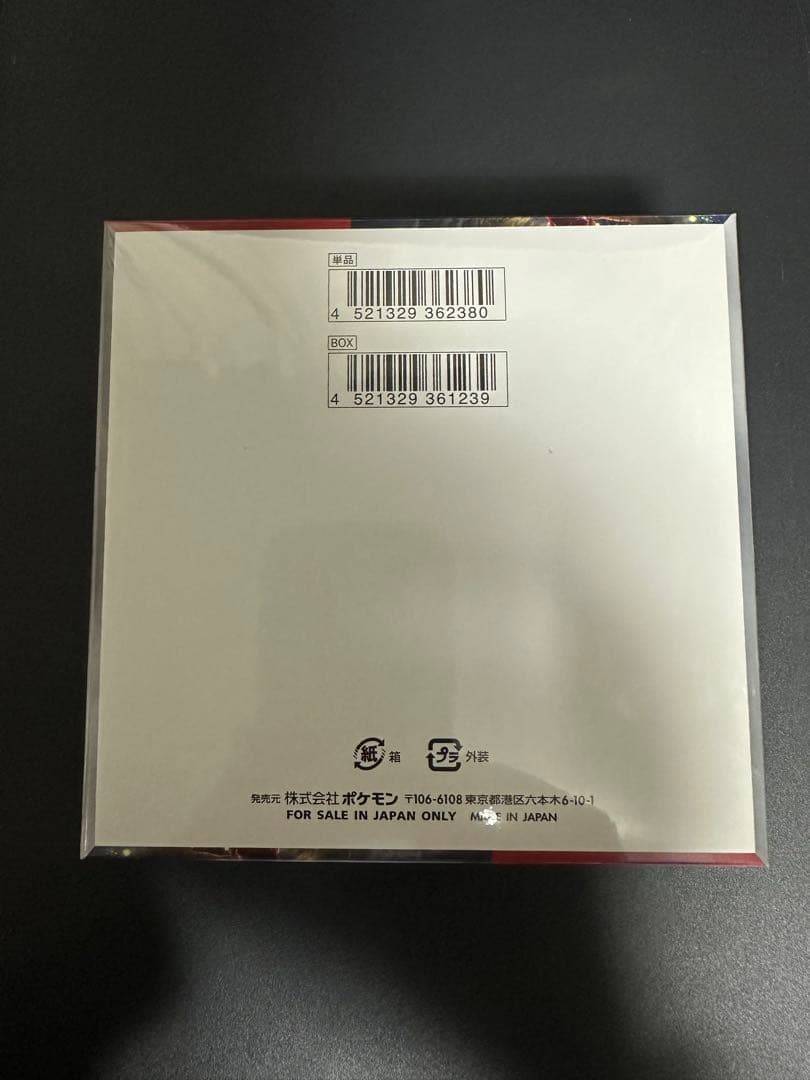 単品
4 521329 362380
BOX
4 521329 361239
紙 箱
プラ 外装
発売元 株式会社 ポケモン 〒106-6108 東京都港区六本木6-10-1
FOR SALE IN JAPAN ONLY IN JAPAN